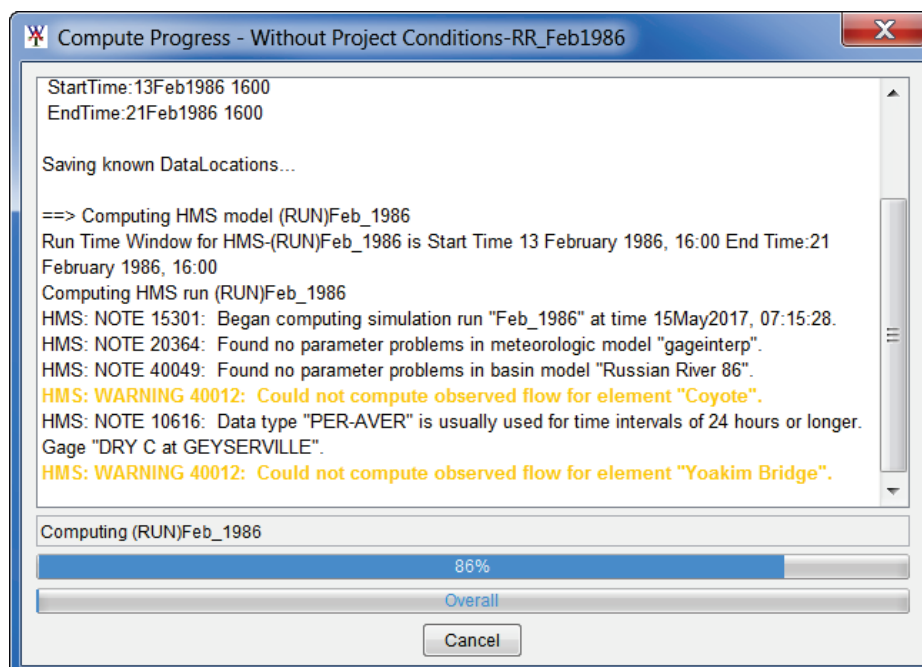 Compute Progress - Without Project Conditions-RR_Feb1986
StartTime:13Feb1986 1600
EndTime:21Feb1986 1600
Saving known DataLocations...
==> Computing HMS model (RUN)Feb_1986
Run Time Window for HMS-(RUN)Feb_1986 is Start Time 13 February 1986, 16:00 End Time:21
February 1986, 16:00
Computing HMS run (RUN)Feb_1986
HMS: NOTE 15301:  Began computing simulation run "Feb_1986" at time 15May2017, 07:15:28.
HMS: NOTE 20364:  Found no parameter problems in meteorologic model "gageinterp".
HMS: NOTE 40049:  Found no parameter problems in basin model "Russian River 86".
HMS: WARNING 40012:  Could not compute observed flow for element "Coyote".
HMS: NOTE 10616:  Data type "PER-AVER" is usually used for time intervals of 24 hours or longer.
Gage "DRY C at GEYSERVILLE".
HMS: WARNING 40012:  Could not compute observed flow for element "Yoakim Bridge".
Computing (RUN)Feb_1986
86%
Overall
Cancel